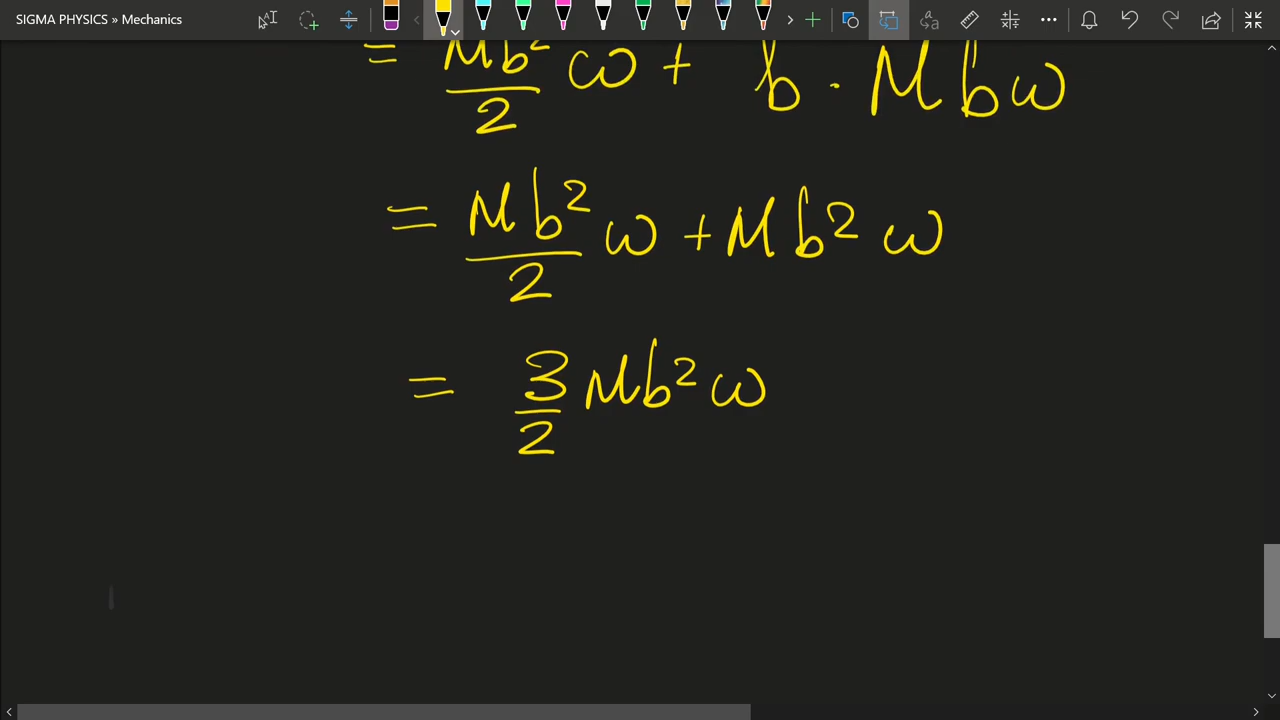 SIGMA PHYSICS » Mechanics
= Mb²/2 ω + b · Mbω
= Mb²/2 ω + Mb² ω
= 3/2 Mb² ω